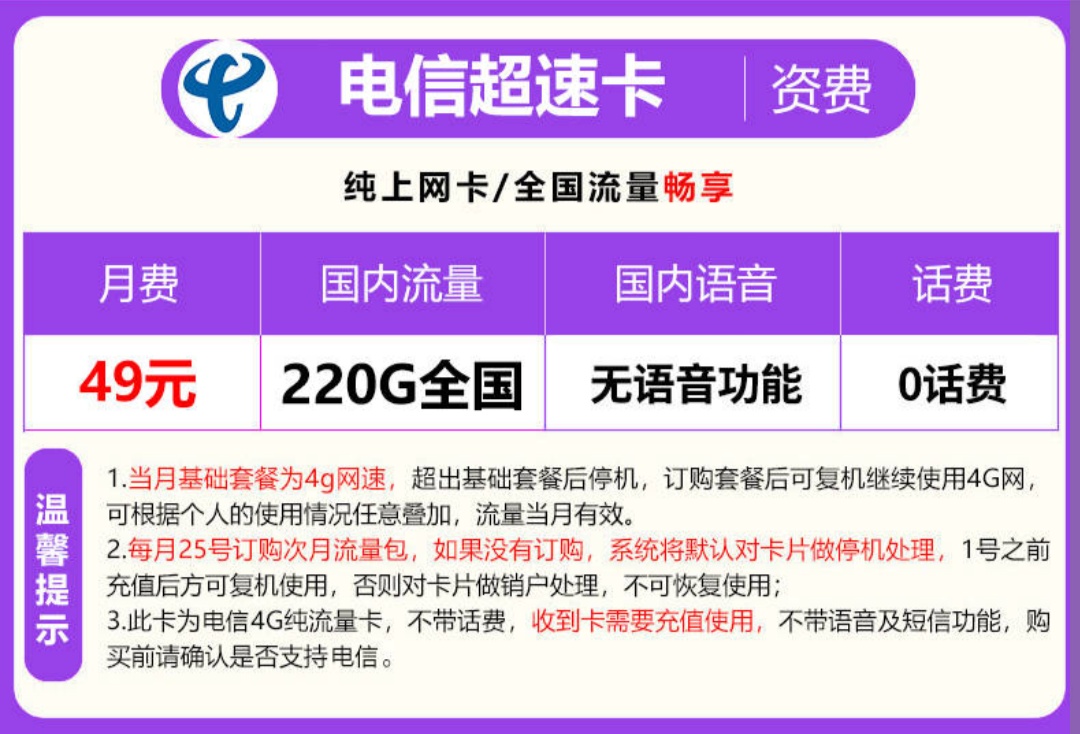 电信超速卡 资费
纯上网卡/全国流量畅享
月费 国内流量 国内语音 话费
49元 220G全国 无语音功能 0话费
温馨提示
1.当月基础套餐为4g网速，超出基础套餐后停机，订购套餐后可复机继续使用4G网，
可根据个人的使用情况任意叠加，流量当月有效。
2.每月25号订购次月流量包，如果没有订购，系统将默认对卡片做停机处理，1号之前
充值后方可复机使用，否则对卡片做销户处理，不可恢复使用；
3.此卡为电信4G纯流量卡，不带话费，收到卡需要充值使用，不带语音及短信功能，购
买前请确认是否支持电信。